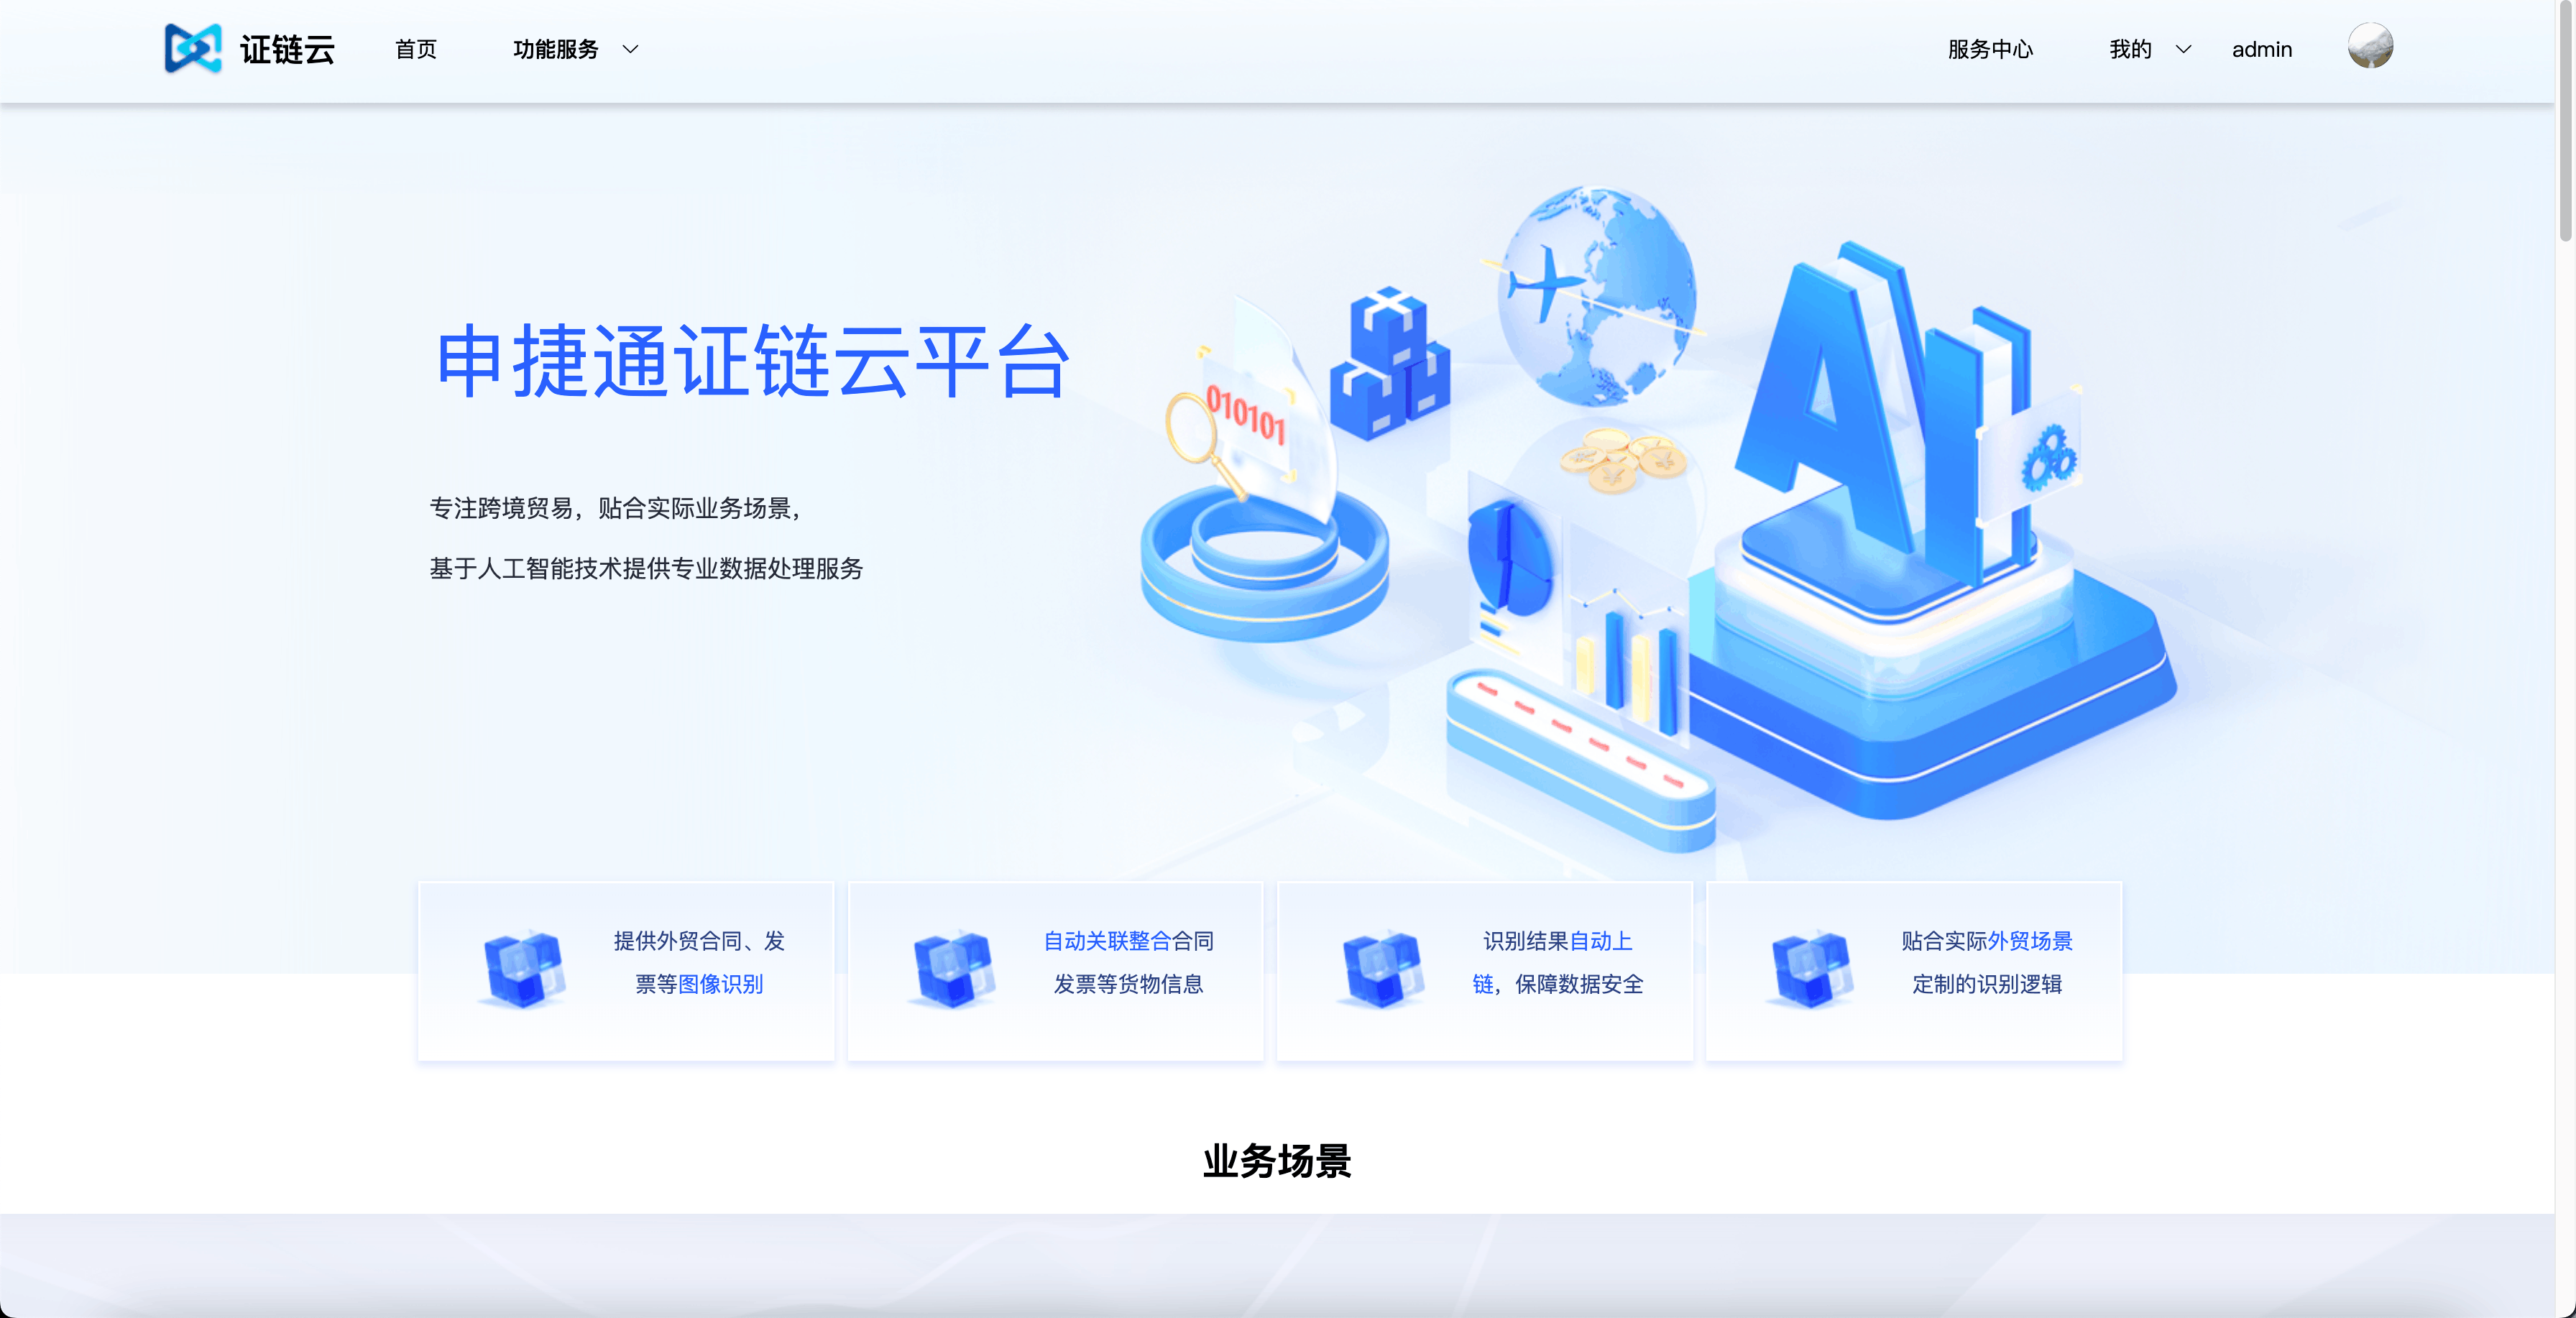 证链云
首页
功能服务
服务中心
我的
admin
申捷通证链云平台
专注跨境贸易，贴合实际业务场景，
基于人工智能技术提供专业数据处理服务
010101
AI
提供外贸合同、发
票等图像识别
自动关联整合合同
发票等货物信息
识别结果自动上
链，保障数据安全
贴合实际外贸场景
定制的识别逻辑
业务场景